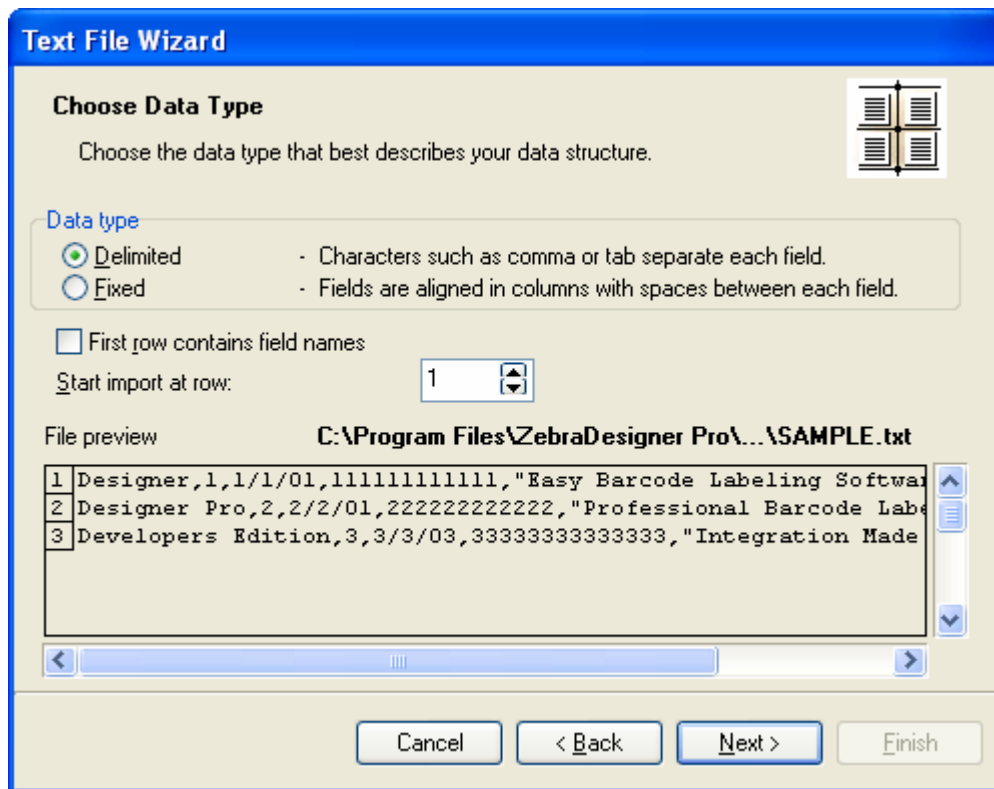 Text File Wizard
Choose Data Type
Choose the data type that best describes your data structure.
Data type
Delimited - Characters such as comma or tab separate each field.
Fixed - Fields are aligned in columns with spaces between each field.
First row contains field names
Start import at row: 1
File preview C:\Program Files\ZebraDesigner Pro\...\SAMPLE.txt
1 Designer,1,1/1/01,111111111111,"Easy Barcode Labeling Softwar
2 Designer Pro,2,2/2/01,222222222222,"Professional Barcode Labe
3 Developers Edition,3,3/3/03,33333333333333,"Integration Made
Cancel < Back Next > Finish